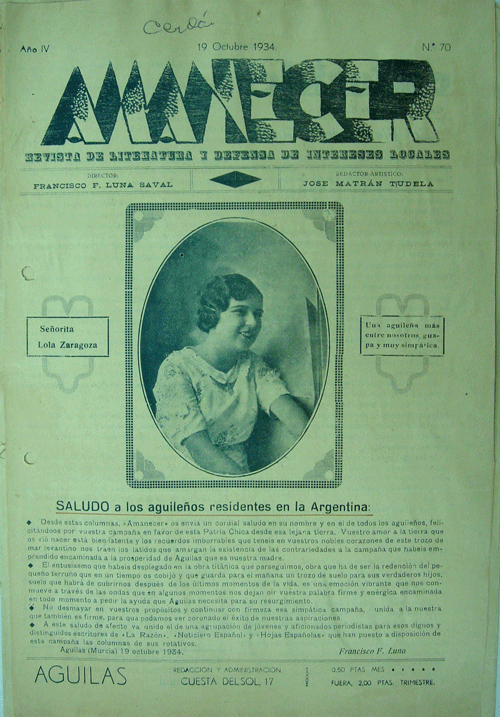 Cerdá
Año IV 19 Octubre 1934. N.º 70
AMANECER
REVISTA DE LITERATURA Y DEFENSA DE INTERESES LOCALES
DIRECTOR: REDACTOR-ARTISTICO:
FRANCISCO F. LUNA SAVAL JOSE MATRÁN TUDELA
Señorita
Lola Zaragoza
Una aguileña más
entre nosotros, gua-
pa y muy simpática.
SALUDO a los aguileños residentes en la Argentina:
◆ Desde estas columnas, «Amanecer» os envía un cordial saludo en su nombre y en el de todos los aguileños, feli-
citándoos por vuestra campaña en favor de esta Patria Chica desde esa lejana tierra. Vuestro amor a la tierra que
os vió nacer está bien latente y los recuerdos imborrables que teneis en vuestros nobles corazones de este trozo de
mar levantino nos traen los latidos que amargan la existencia de las contrariedades a la campaña que habeis em-
prendido encaminada a la prosperidad de Aguilas que es nuestra madre.
◆ El entusiasmo que habeis desplegado en la obra titánica que perseguimos, obra que ha de ser la redención del pe-
queño terruño que en un tiempo os cobijó y que guarda para el mañana un trozo de suelo para sus verdaderos hijos,
suelo que habrá de cubrirnos después de los últimos momentos de la vida, es una emoción vibrante que nos con-
mueve a través de las ondas que en algunos momentos nos dejan oir vuestra palabra firme y enérgica encaminada
en todo momento a pedir la ayuda que Aguilas necesita para su resurgimiento.
◆ No desmayar en vuestros propósitos y continuar con firmeza esa simpática campaña, unida a la nuestra
que también es firme, para que podamos ver coronado el éxito de nuestras aspiraciones.
◆ A este saludo de afecto va unido el de una agrupación de jóvenes y aficionados periodistas para esos dignos y
distinguidos escritores de «La Razón», «Noticiero Español» y «Hojas Españolas» que han puesto a disposición de
esta campaña las columnas de sus rotativos.
Aguilas (Murcia) 19 octubre 1934. Francisco F. Luna
AGUILAS REDACCIÓN Y ADMINISTRACIÓN: 0,50 PTAS. MES
CUESTA DEL SOL, 17 FUERA, 2,00 PTAS. TRIMESTRE.